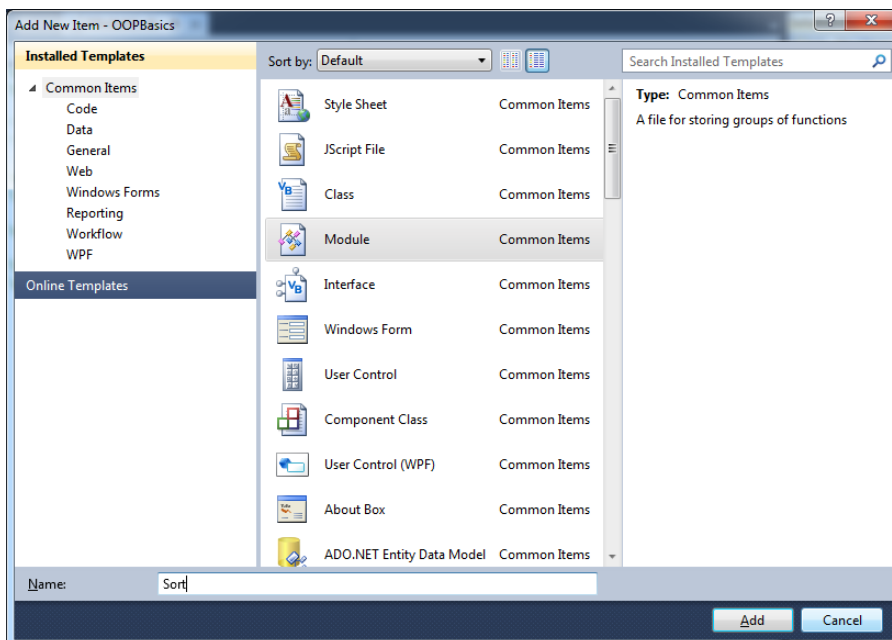 Add New Item - OOPBasics
Installed Templates
Common Items
Code
Data
General
Web
Windows Forms
Reporting
Workflow
WPF
Online Templates
Sort by: Default
Style Sheet Common Items
JScript File Common Items
Class Common Items
Module Common Items
Interface Common Items
Windows Form Common Items
User Control Common Items
Component Class Common Items
User Control (WPF) Common Items
About Box Common Items
ADO.NET Entity Data Model Common Items
Search Installed Templates
Type: Common Items
A file for storing groups of functions
Name: Sort
Add Cancel